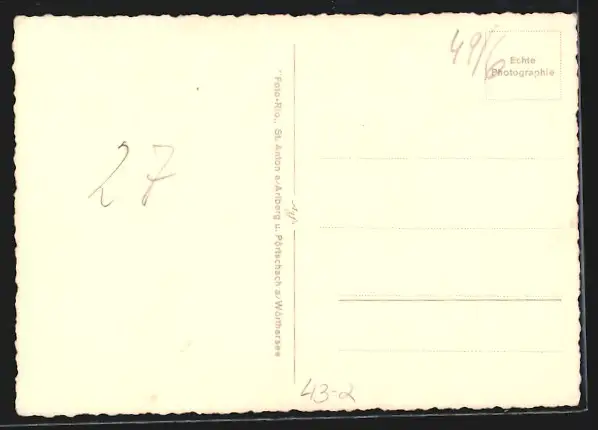 49/6
Echte
Photographie
"Foto-Rio„ St. Anton a/Arlberg u. Pörtschach a/Wörthersee
27
43-2